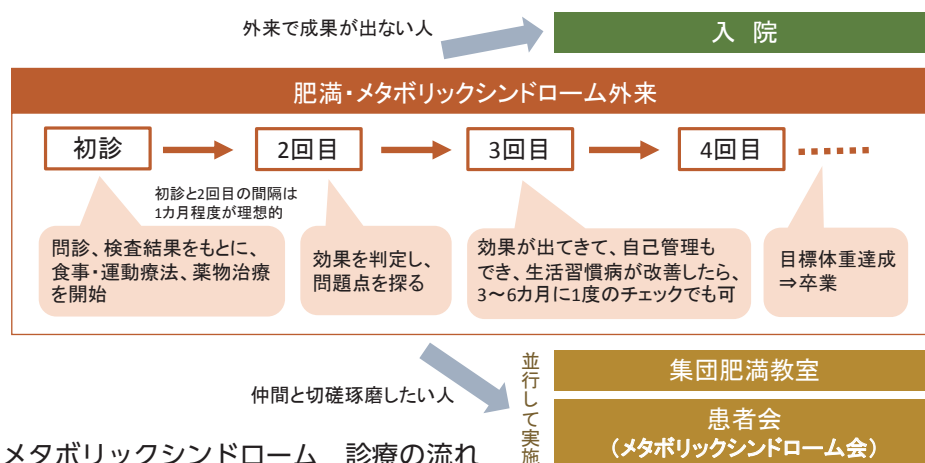 外来で成果が出ない人
入 院
肥満・メタボリックシンドローム外来
初診
2回目
3回目
4回目
初診と2回目の間隔は
1カ月程度が理想的
問診、検査結果をもとに、
食事・運動療法、薬物治療
を開始
効果を判定し、
問題点を探る
効果が出てきて、自己管理も
でき、生活習慣病が改善したら、
3～6カ月に1度のチェックでも可
目標体重達成
⇒卒業
仲間と切磋琢磨したい人
並行して実施
集団肥満教室
患者会
（メタボリックシンドローム会）
メタボリックシンドローム 診療の流れ